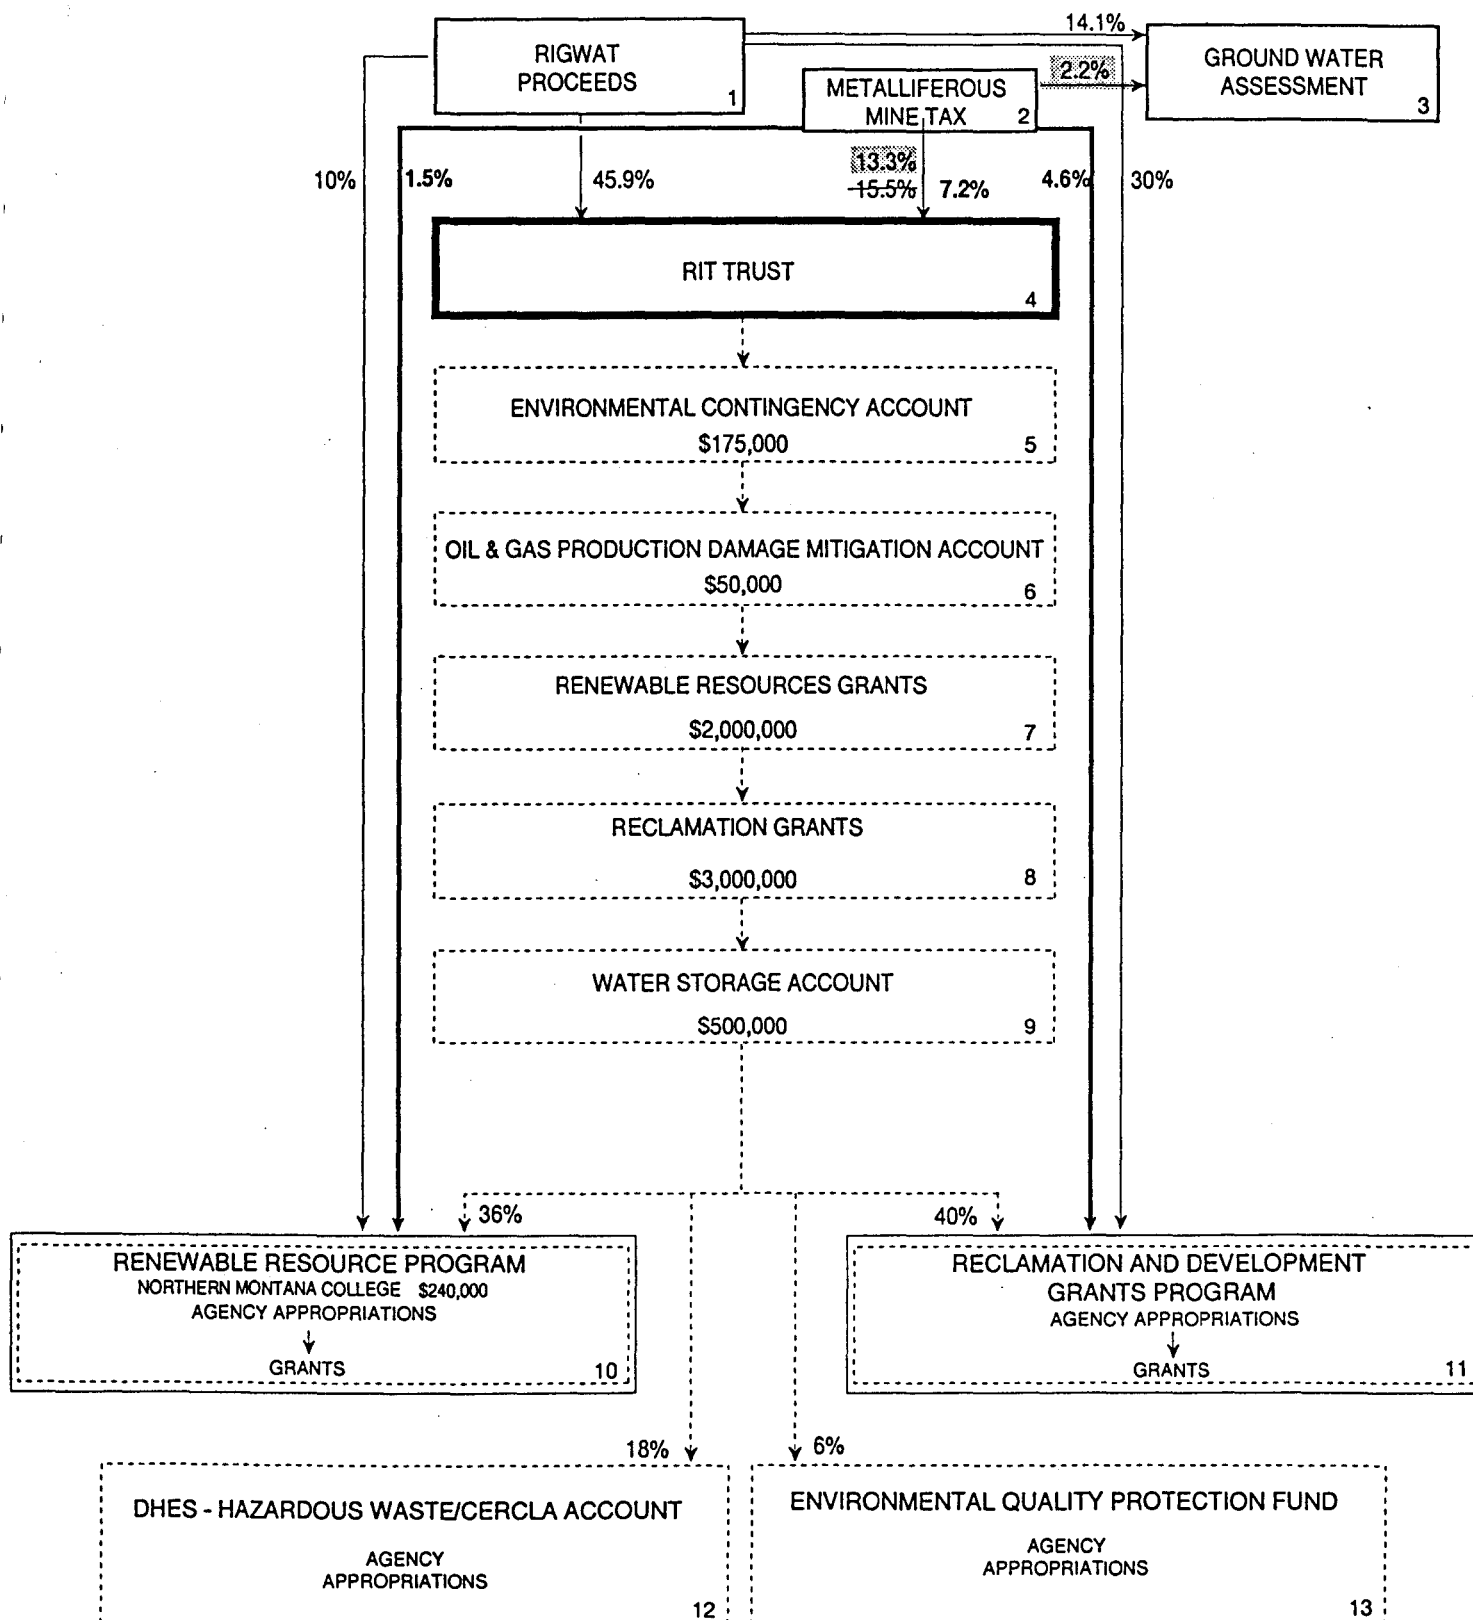 14.1%
RIGWAT
PROCEEDS
1
GROUND WATER
ASSESSMENT
3
2.2%
METALLIFEROUS
MINE TAX
2
10%
1.5%
45.9%
13.3%
15.5%
7.2%
4.6%
30%
RIT TRUST
4
ENVIRONMENTAL CONTINGENCY ACCOUNT
$175,000
5
OIL & GAS PRODUCTION DAMAGE MITIGATION ACCOUNT
$50,000
6
RENEWABLE RESOURCES GRANTS
$2,000,000
7
RECLAMATION GRANTS
$3,000,000
8
WATER STORAGE ACCOUNT
$500,000
9
36%
40%
RENEWABLE RESOURCE PROGRAM
NORTHERN MONTANA COLLEGE $240,000
AGENCY APPROPRIATIONS
GRANTS
10
RECLAMATION AND DEVELOPMENT
GRANTS PROGRAM
AGENCY APPROPRIATIONS
GRANTS
11
18%
6%
DHES - HAZARDOUS WASTE/CERCLA ACCOUNT
AGENCY
APPROPRIATIONS
12
ENVIRONMENTAL QUALITY PROTECTION FUND
AGENCY
APPROPRIATIONS
13